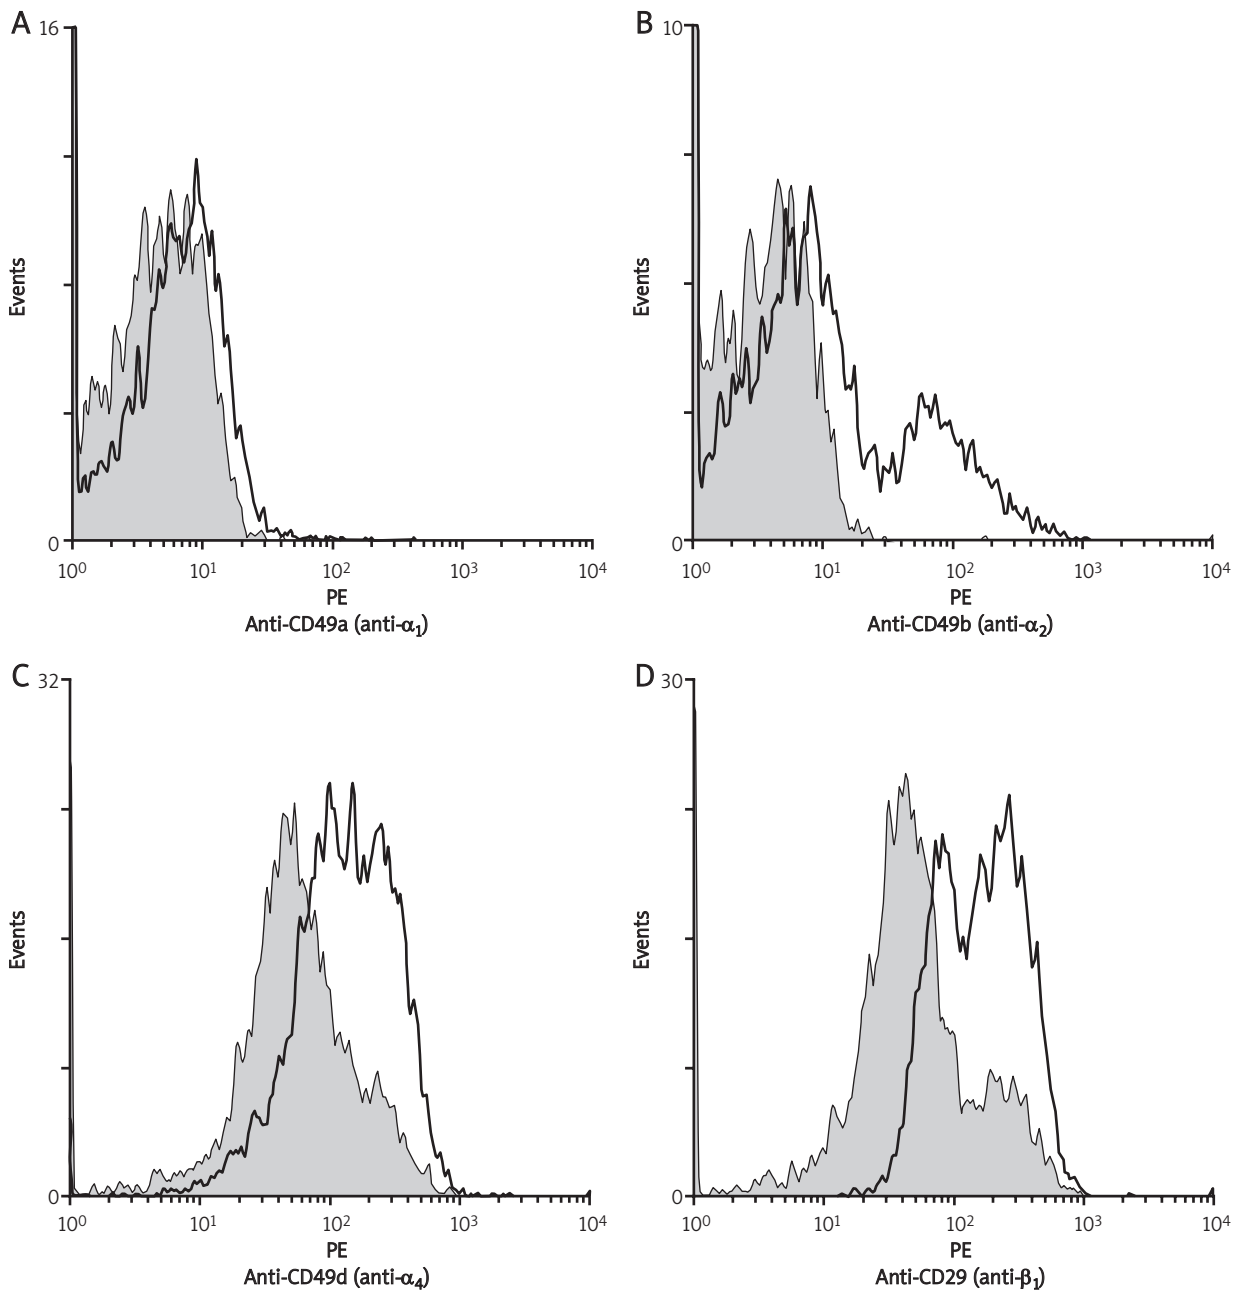 A
16
Events
0
10⁰ 10¹ 10² 10³ 10⁴
PE
Anti-CD49a (anti-α₁)
B
10
Events
0
10⁰ 10¹ 10² 10³ 10⁴
PE
Anti-CD49b (anti-α₂)
C
32
Events
0
10⁰ 10¹ 10² 10³ 10⁴
PE
Anti-CD49d (anti-α₄)
D
30
Events
0
10⁰ 10¹ 10² 10³ 10⁴
PE
Anti-CD29 (anti-β₁)